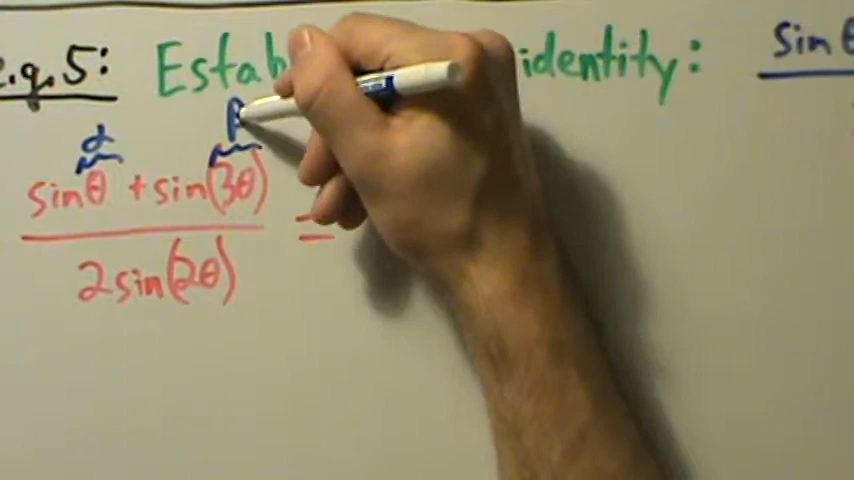 e.g.5: Estab identity: sin θ
α β
sinθ + sin(3θ) =
2sin(2θ)